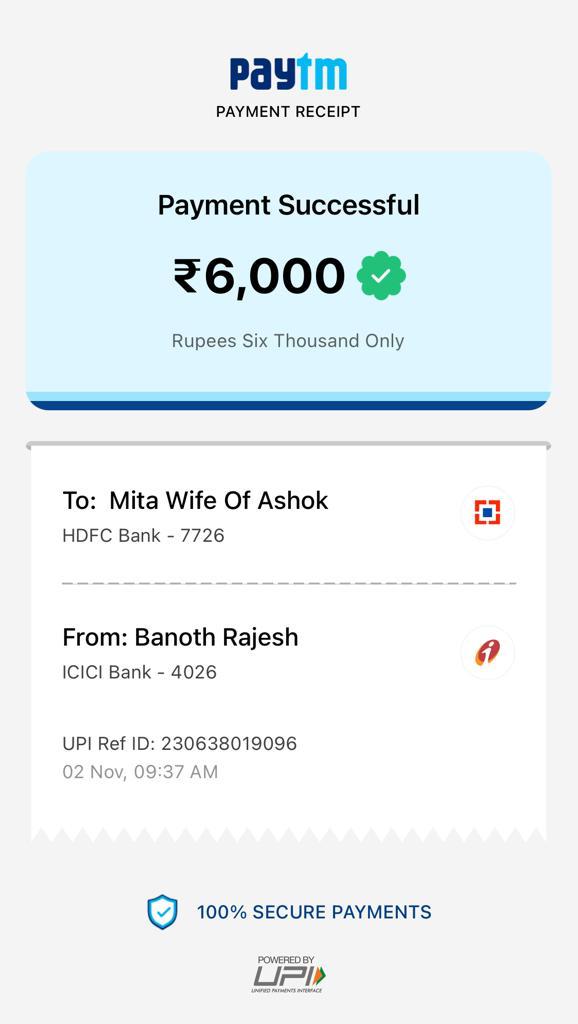 paytm
PAYMENT RECEIPT
Payment Successful
₹6,000
Rupees Six Thousand Only
To: Mita Wife Of Ashok
HDFC Bank - 7726
From: Banoth Rajesh
ICICI Bank - 4026
UPI Ref ID: 230638019096
02 Nov, 09:37 AM
100% SECURE PAYMENTS
POWERED BY
UPI
UNIFIED PAYMENTS INTERFACE